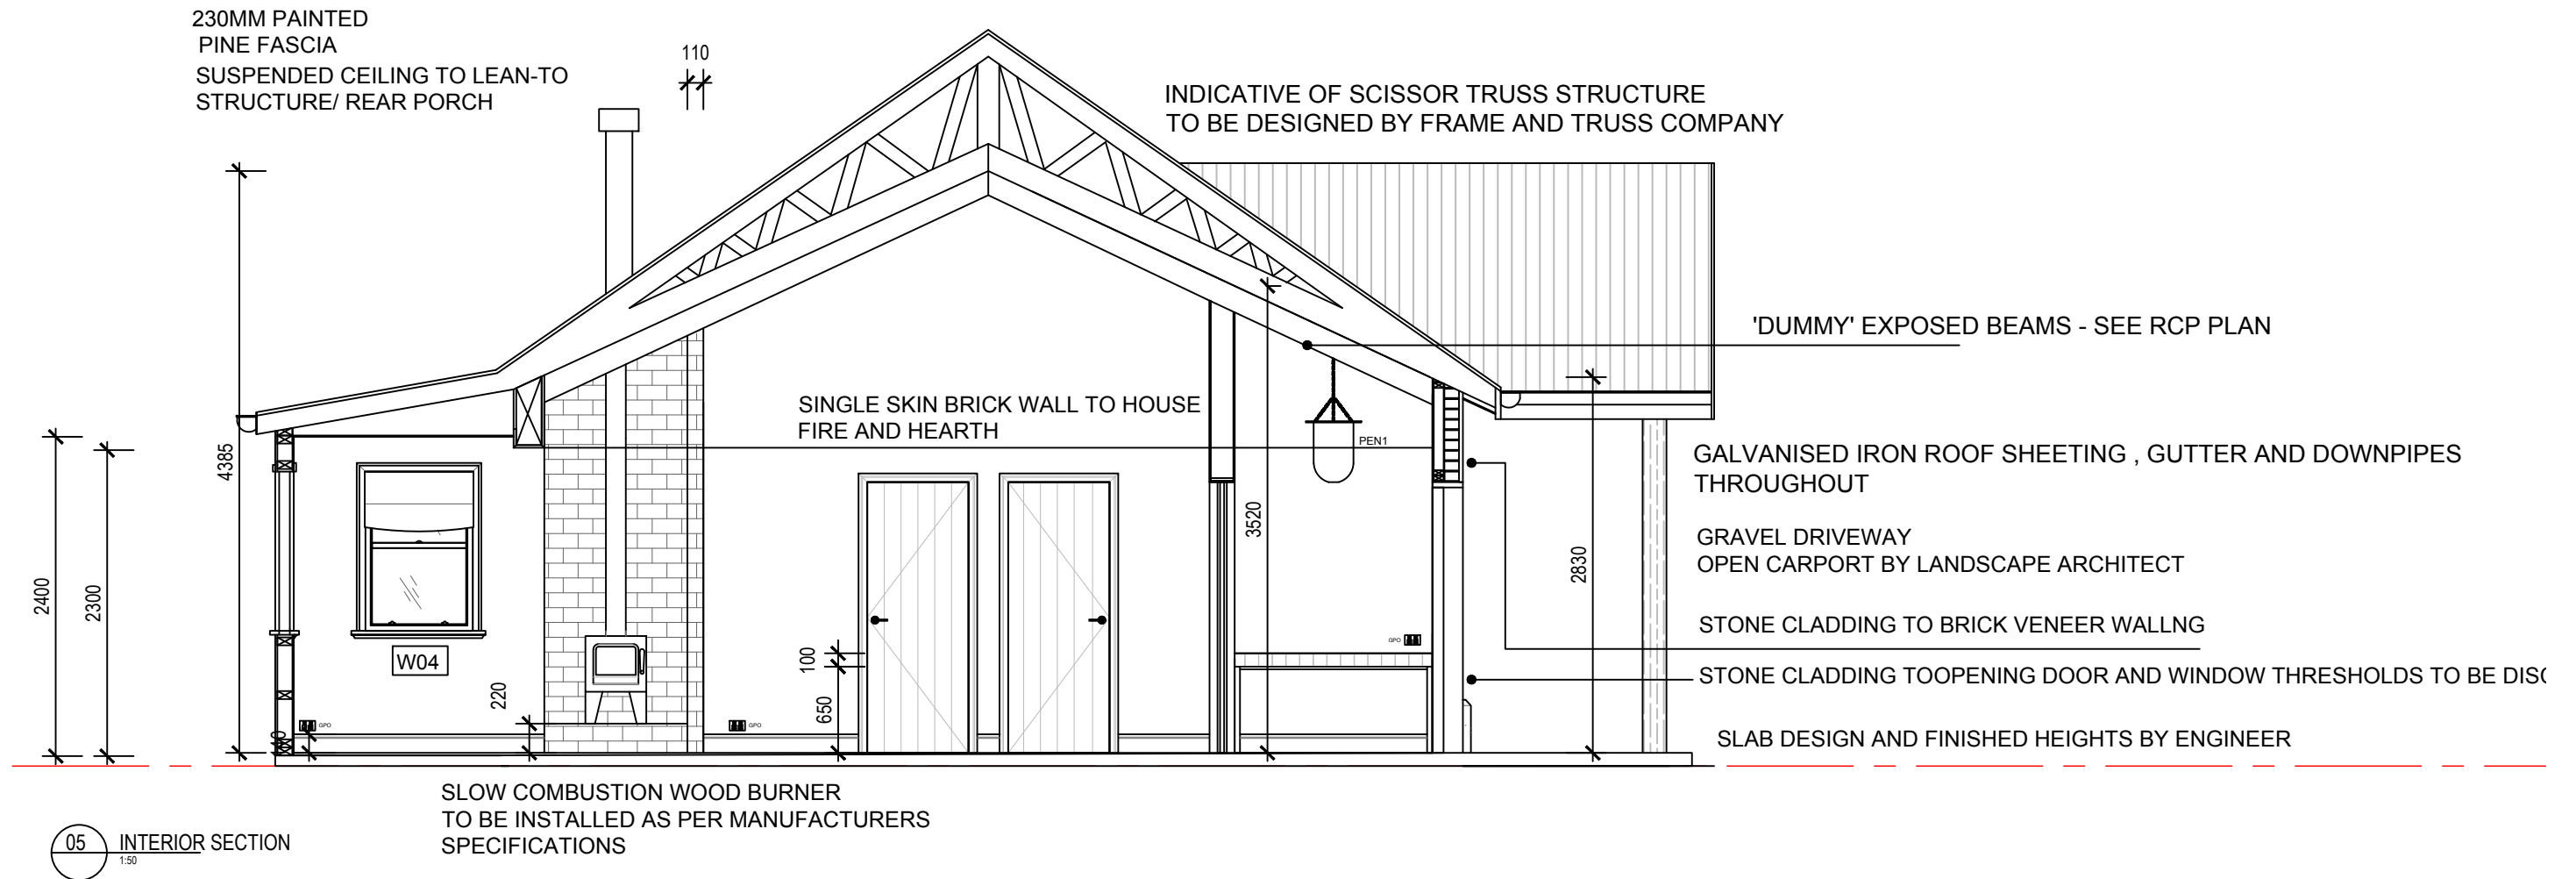 230MM PAINTED
PINE FASCIA
SUSPENDED CEILING TO LEAN-TO
STRUCTURE/ REAR PORCH
110
INDICATIVE OF SCISSOR TRUSS STRUCTURE
TO BE DESIGNED BY FRAME AND TRUSS COMPANY
'DUMMY' EXPOSED BEAMS - SEE RCP PLAN
SINGLE SKIN BRICK WALL TO HOUSE
FIRE AND HEARTH
PEN1
GALVANISED IRON ROOF SHEETING , GUTTER AND DOWNPIPES
THROUGHOUT
GRAVEL DRIVEWAY
OPEN CARPORT BY LANDSCAPE ARCHITECT
2400
2300
4385
3520
2830
STONE CLADDING TO BRICK VENEER WALLNG
GPO
W04
100
650
220
STONE CLADDING TOOPENING DOOR AND WINDOW THRESHOLDS TO BE
GPO
GPO
SLAB DESIGN AND FINISHED HEIGHTS BY ENGINEER
SLOW COMBUSTION WOOD BURNER
TO BE INSTALLED AS PER MANUFACTURERS
SPECIFICATIONS
05 INTERIOR SECTION
1:50